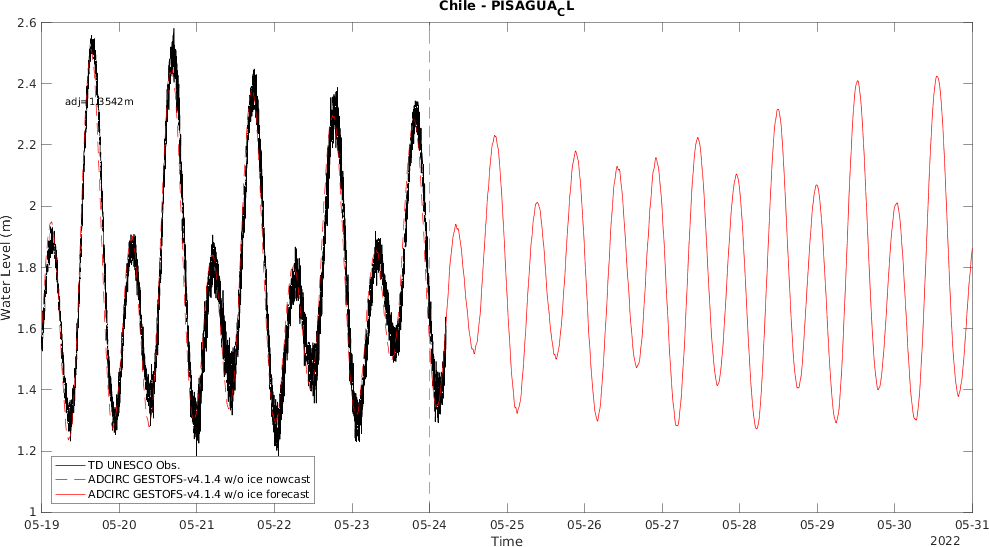 Chile - PISAGUA_CL
2.6
2.4
2.2
2
1.8
1.6
1.4
1.2
1
Water Level (m)
adj=1.3542m
TD UNESCO Obs.
ADCIRC GESTOFS-v4.1.4 w/o ice nowcast
ADCIRC GESTOFS-v4.1.4 w/o ice forecast
05-19 05-20 05-21 05-22 05-23 05-24 05-25 05-26 05-27 05-28 05-29 05-30 05-31
Time
2022